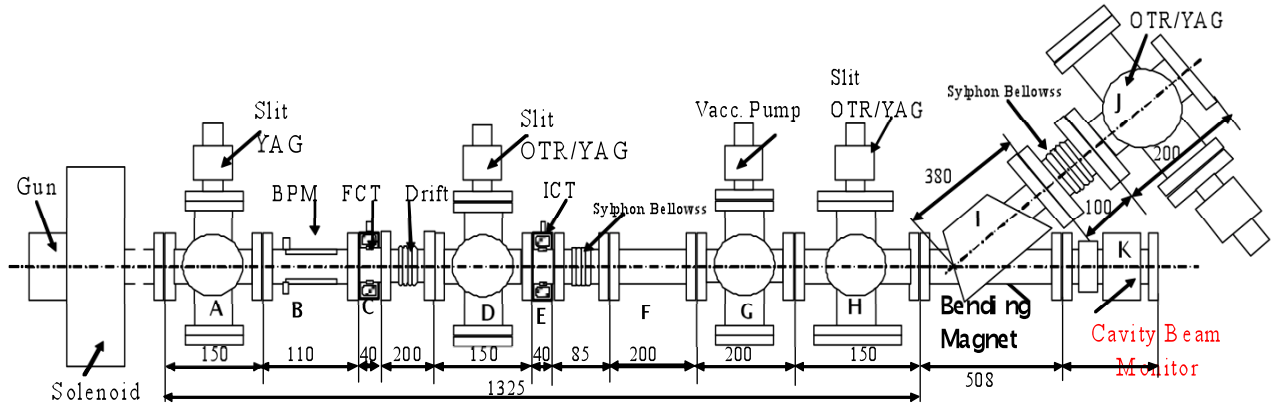 OTR/YAG
Slit
YAG
Slit
OTR/YAG
Vacc. Pump
Slit
OTR/YAG
Sylphon Bellowss
J
200
Gun
BPM
FCT
Drift
ICT
Sylphon Bellowss
380
I
100
K
A
B
C
D
E
F
G
H
Bending
Magnet
Cavity Beam
Monitor
150
110
40
200
150
40
85
200
200
150
508
1325
Solenoid